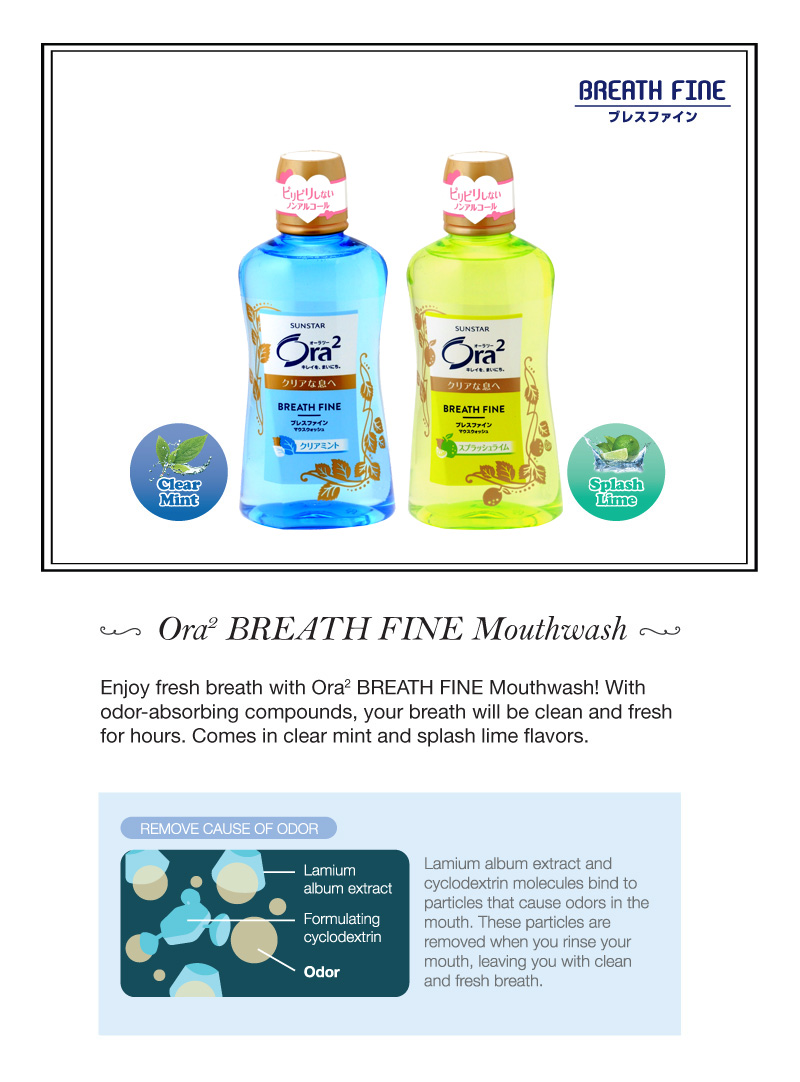 BREATH FINE
ブレスファイン
ピリピリしない
ノンアルコール
ピリピリしない
ノンアルコール
SUNSTAR
オーラツー
Ora²
キレイを、まいにち。
クリアな息へ
BREATH FINE
ブレスファイン
マウスウォッシュ
クリアミント
SUNSTAR
オーラツー
Ora²
キレイを、まいにち。
クリアな息へ
BREATH FINE
ブレスファイン
マウスウォッシュ
スプラッシュライム
Clear
Mint
Splash
Lime
Ora² BREATH FINE Mouthwash
Enjoy fresh breath with Ora² BREATH FINE Mouthwash! With
odor-absorbing compounds, your breath will be clean and fresh
for hours. Comes in clear mint and splash lime flavors.
REMOVE CAUSE OF ODOR
Lamium
album extract
Formulating
cyclodextrin
Odor
Lamium album extract and
cyclodextrin molecules bind to
particles that cause odors in the
mouth. These particles are
removed when you rinse your
mouth, leaving you with clean
and fresh breath.